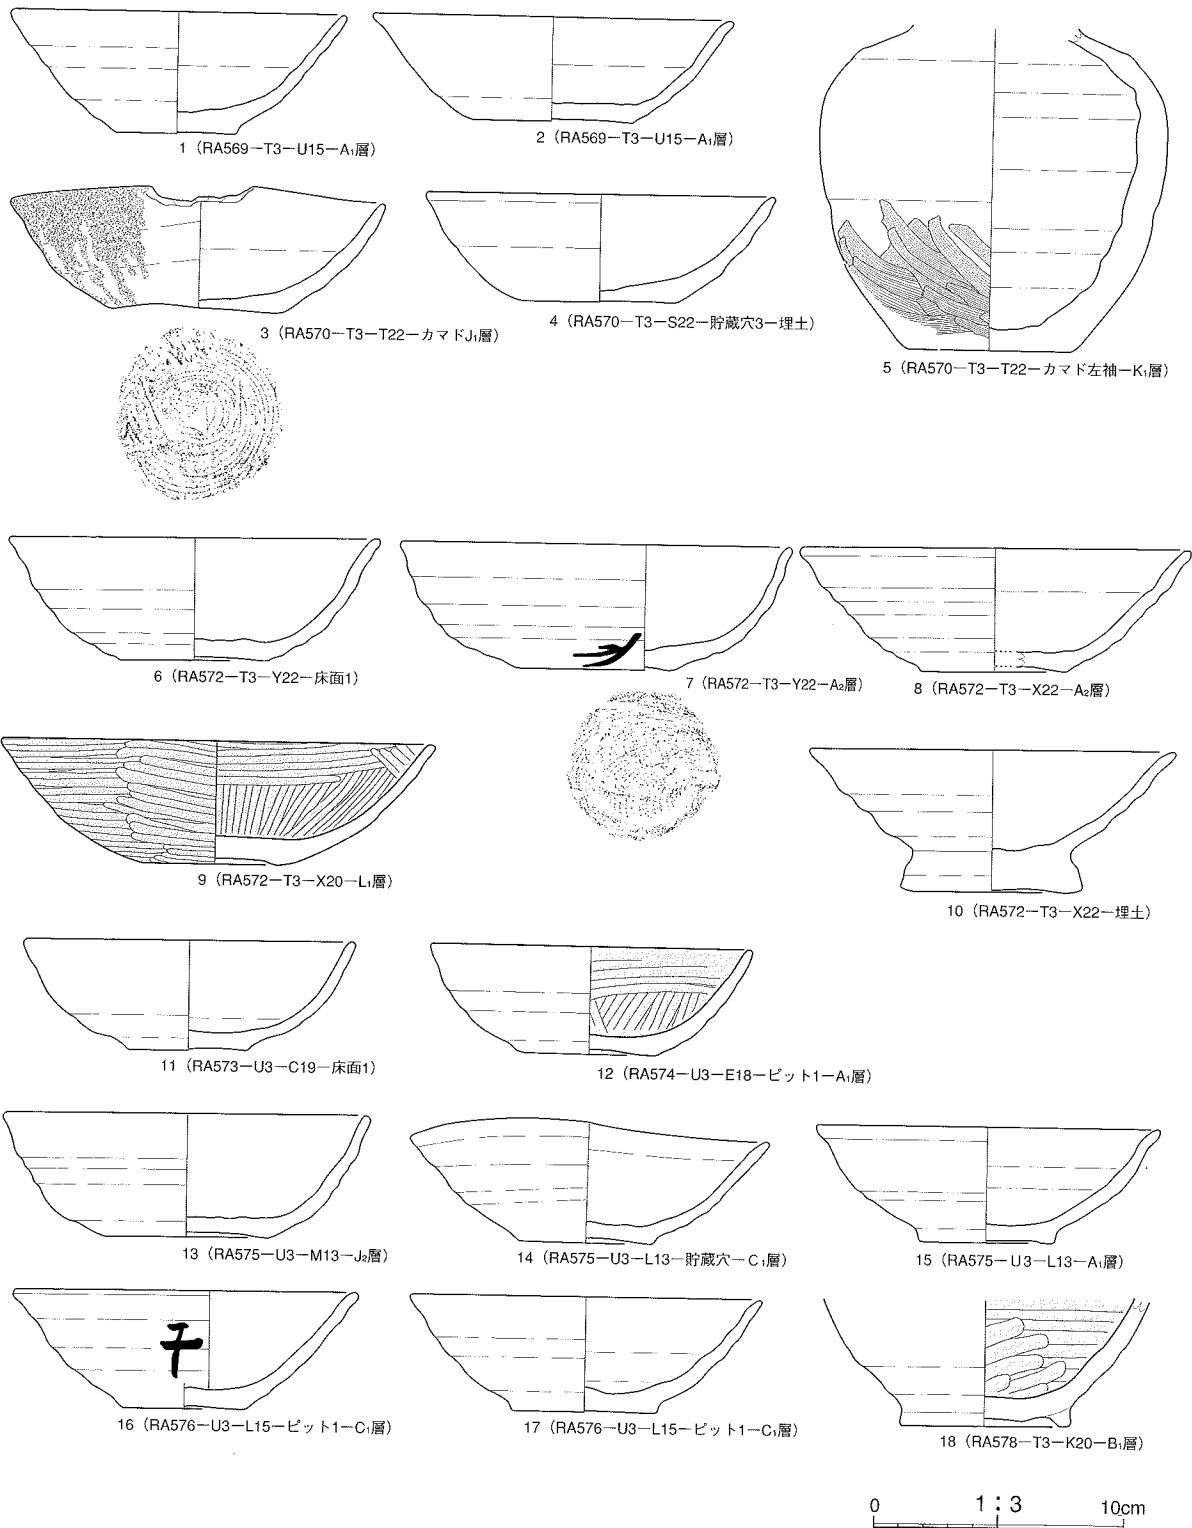 1（RA569−T3−U15−A₁層）
2（RA569−T3−U15−A₁層）
3（RA570−T3−T22−カマドJ₁層）
4（RA570−T3−S22−貯蔵穴3−埋土）
5（RA570−T3−T22−カマド左袖−K₁層）
6（RA572−T3−Y22−床面1）
7（RA572−T3−Y22−A₂層）
8（RA572−T3−X22−A₂層）
9（RA572−T3−X20−L₁層）
10（RA572−T3−X22−埋土）
11（RA573−U3−C19−床面1）
12（RA574−U3−E18−ピット1−A₁層）
13（RA575−U3−M13−J₂層）
14（RA575−U3−L13−貯蔵穴−C₁層）
15（RA575−U3−L13−A₁層）
干
16（RA576−U3−L15−ピット1−C₁層）
17（RA576−U3−L15−ピット1−C₁層）
18（RA578−T3−K20−B₁層）
0 1：3 10cm